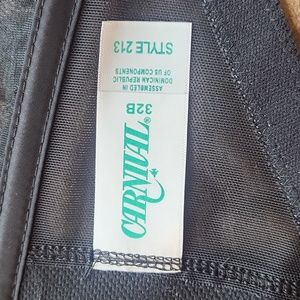 CARNIVAL®
32B
ASSEMBLED IN
DOMINICAN REPUBLIC
OF US COMPONENTS
STYLE 213